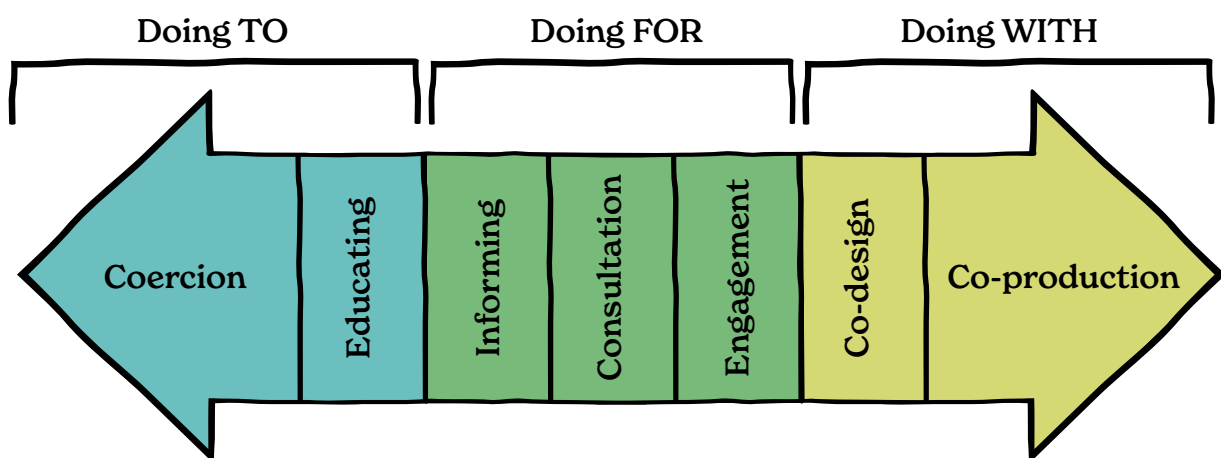 Doing TO
Doing FOR
Doing WITH
Coercion
Educating
Informing
Consultation
Engagement
Co-design
Co-production